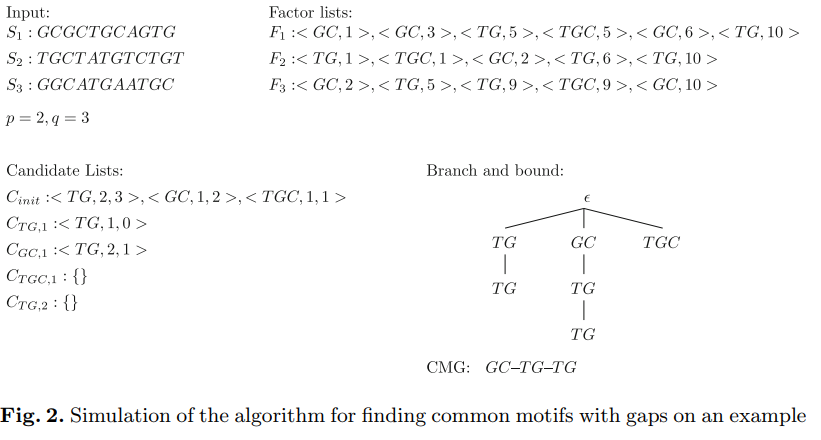 Input:
S1 : GCGCTGCAGTG
S2 : TGCTATGTCTGT
S3 : GGCATGAATGC
p = 2, q = 3
Factor lists:
F1 :< GC, 1 >, < GC, 3 >, < TG, 5 >, < TGC, 5 >, < GC, 6 >, < TG, 10 >
F2 :< TG, 1 >, < TGC, 1 >, < GC, 2 >, < TG, 6 >, < TG, 10 >
F3 :< GC, 2 >, < TG, 5 >, < TG, 9 >, < TGC, 9 >, < GC, 10 >
Candidate Lists:
Cinit :< TG, 2, 3 >, < GC, 1, 2 >, < TGC, 1, 1 >
CTG,1 :< TG, 1, 0 >
CGC,1 :< TG, 2, 1 >
CTGC,1 : {}
CTG,2 : {}
Branch and bound:
ϵ
TG GC TGC
TG TG
TG
CMG: GC–TG–TG
Fig. 2. Simulation of the algorithm for finding common motifs with gaps on an example